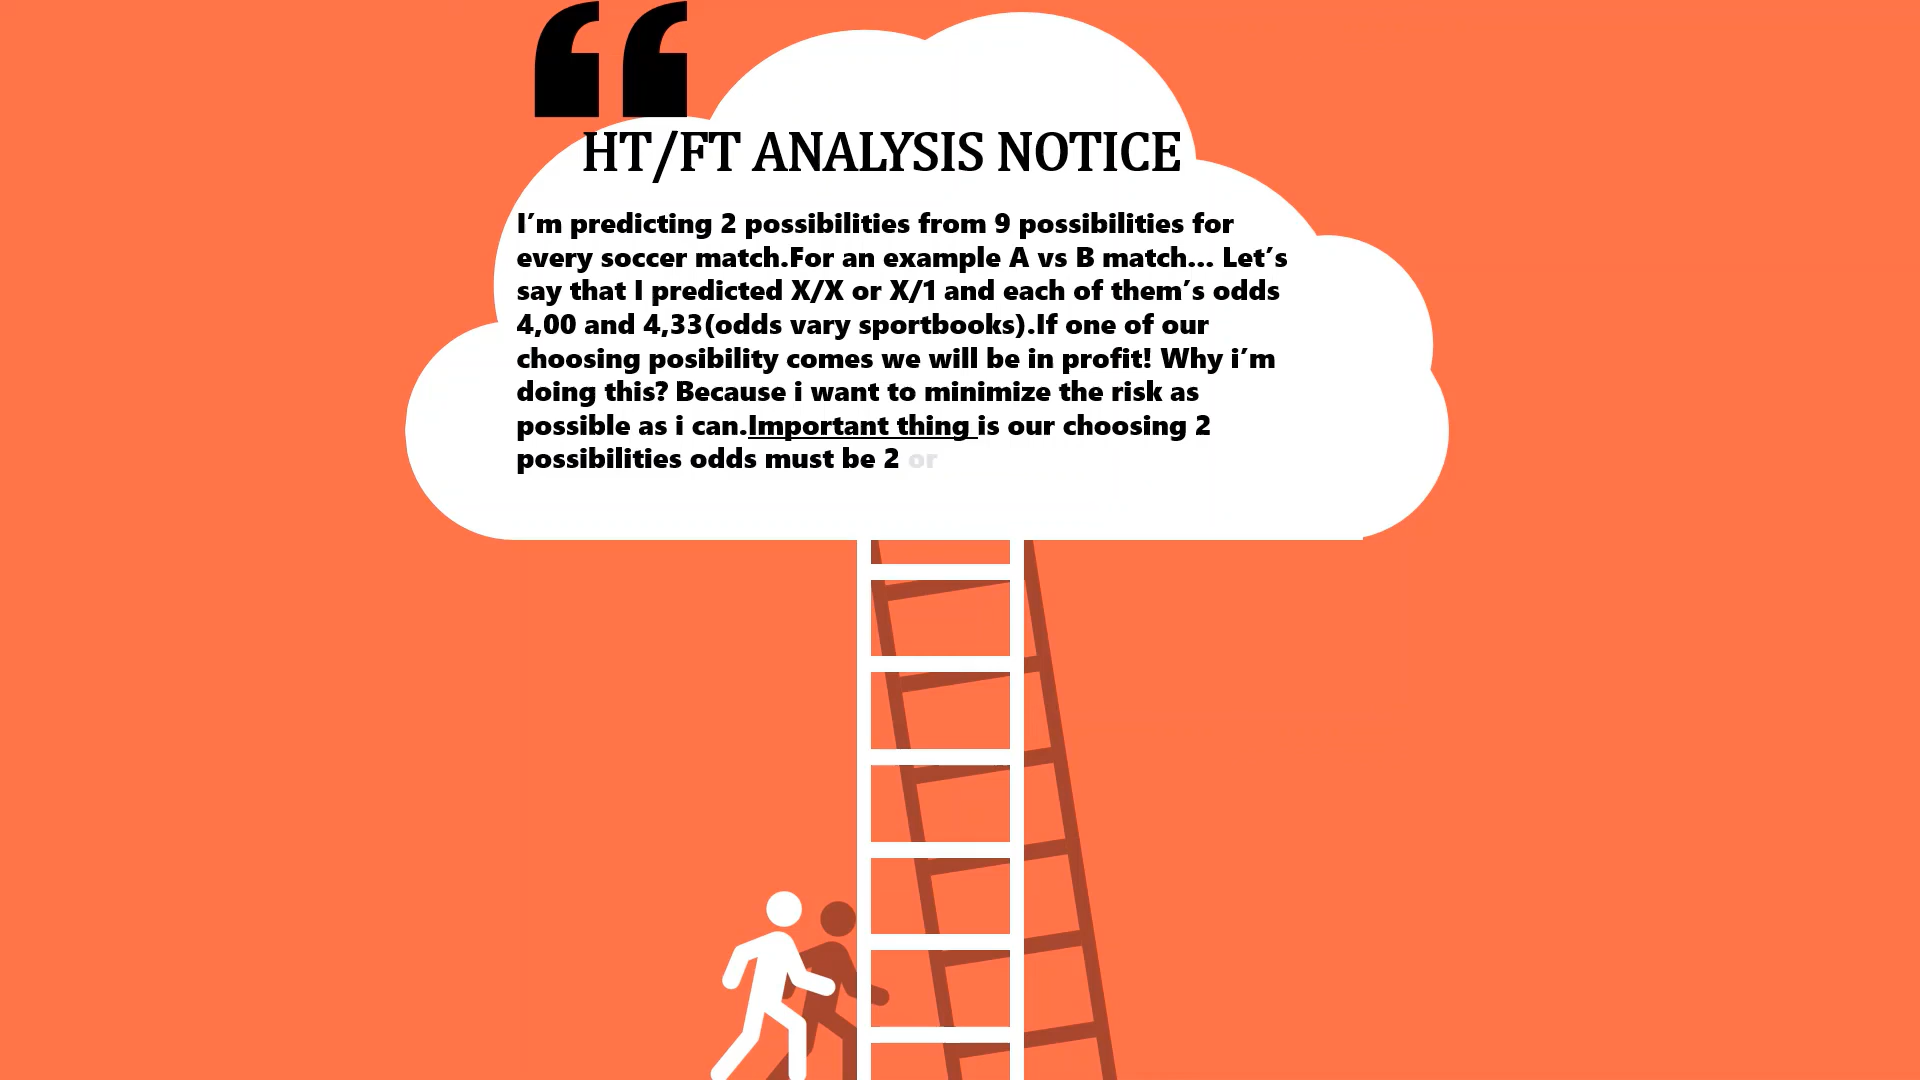 HT/FT ANALYSIS NOTICE
I’m predicting 2 possibilities from 9 possibilities for
every soccer match.For an example A vs B match... Let’s
say that I predicted X/X or X/1 and each of them’s odds
4,00 and 4,33(odds vary sportbooks).If one of our
choosing posibility comes we will be in profit! Why i’m
doing this? Because i want to minimize the risk as
possible as i can.Important thing is our choosing 2
possibilities odds must be 2 or